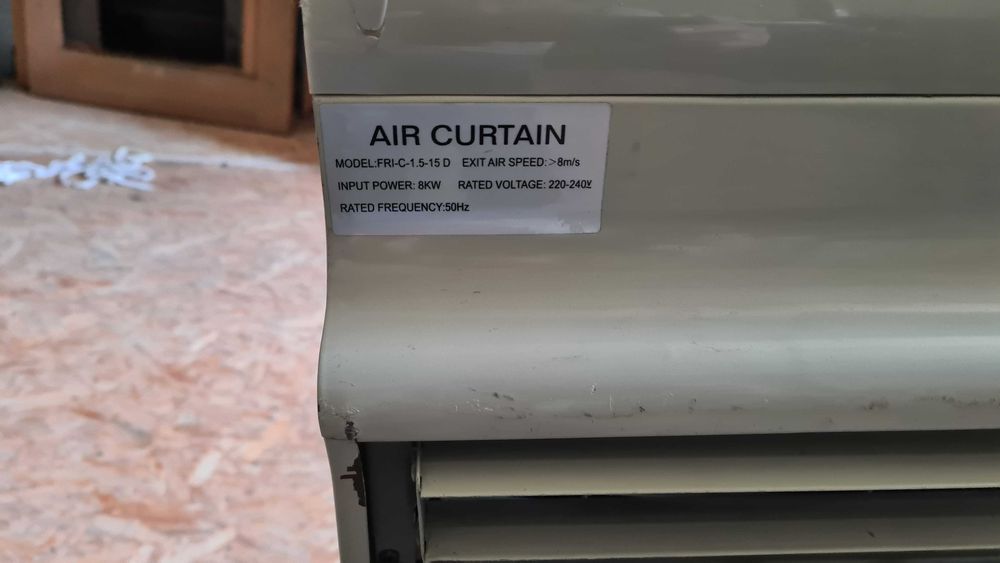 AIR CURTAIN
MODEL:FRI-C-1.5-15 D EXIT AIR SPEED:>8m/s
INPUT POWER: 8KW RATED VOLTAGE: 220-240V
RATED FREQUENCY:50Hz